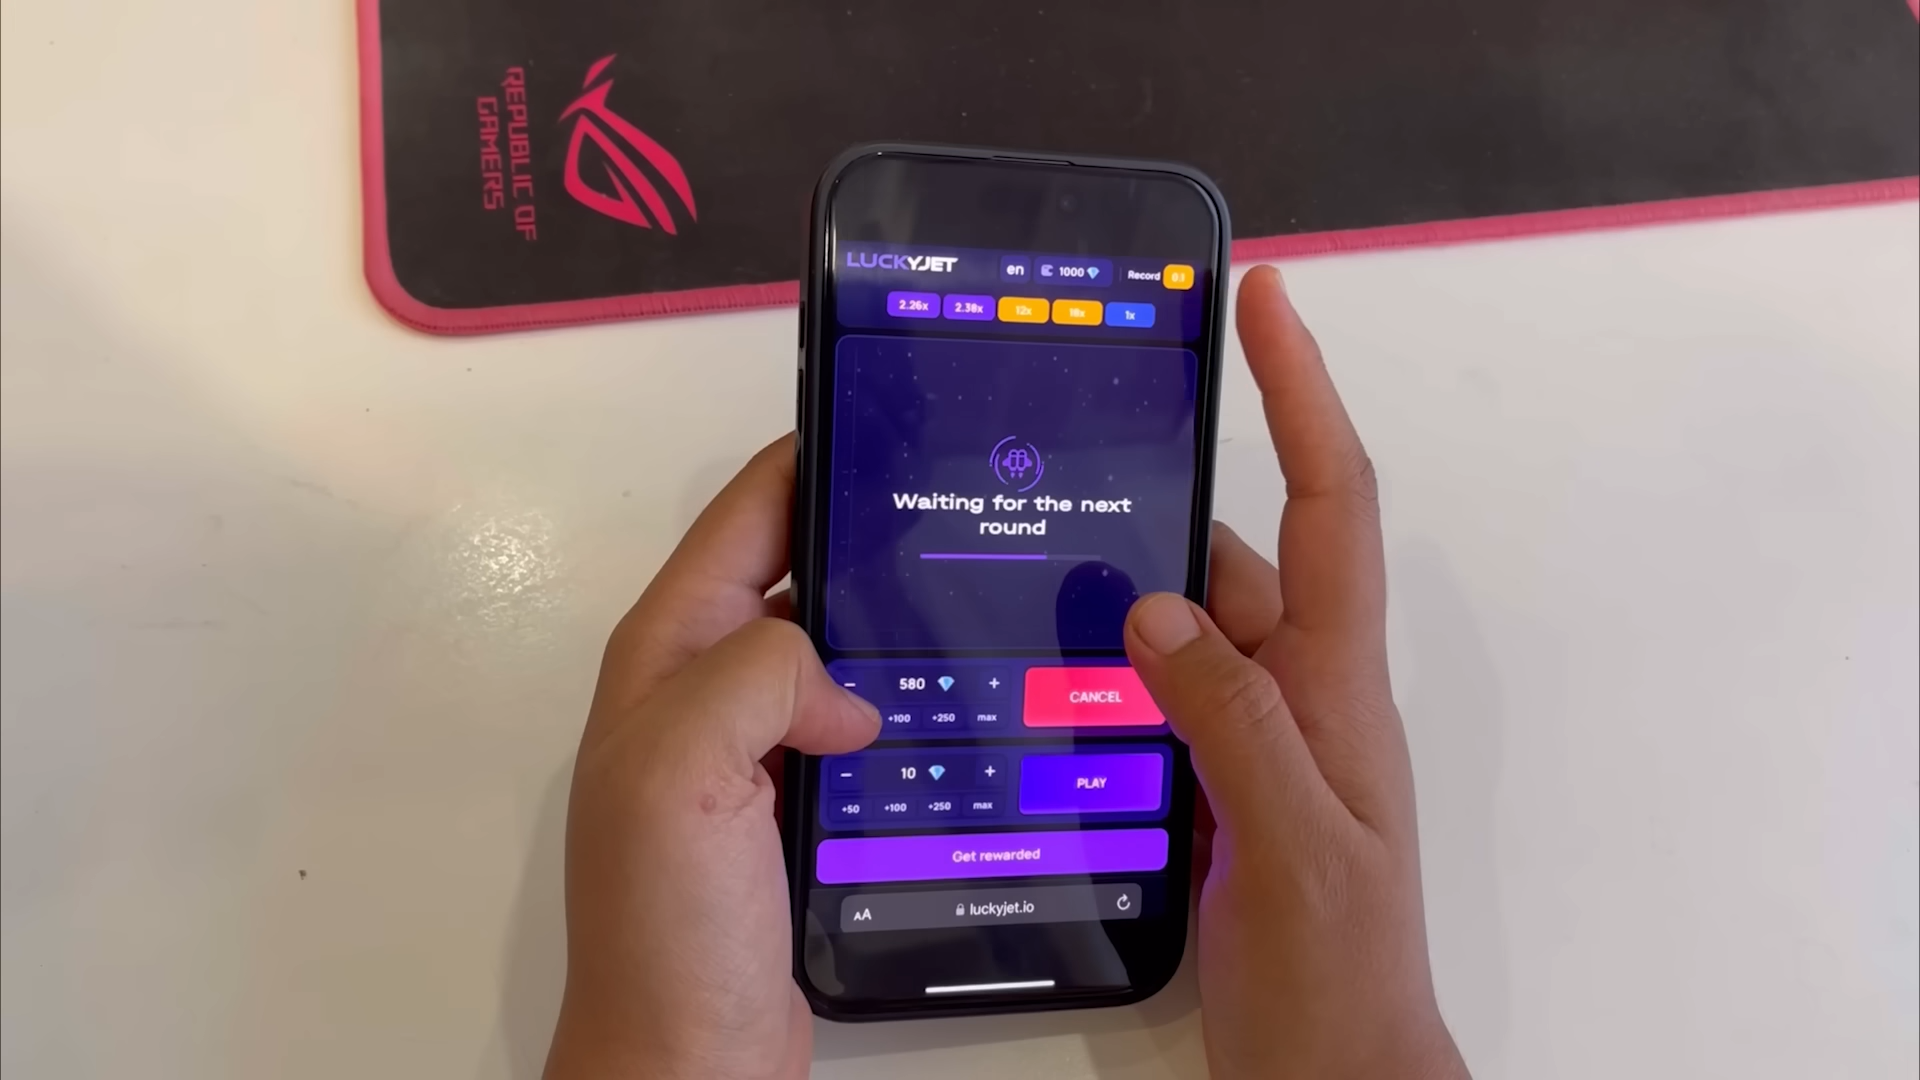 REPUBLIC OF
GAMERS
LUCKYJET
en
1000
Record
2.26x
2.38x
12x
1x
Waiting for the next
round
580
+100
+250
max
CANCEL
10
+50
+100
+250
max
PLAY
Get rewarded
AA
luckyjet.io